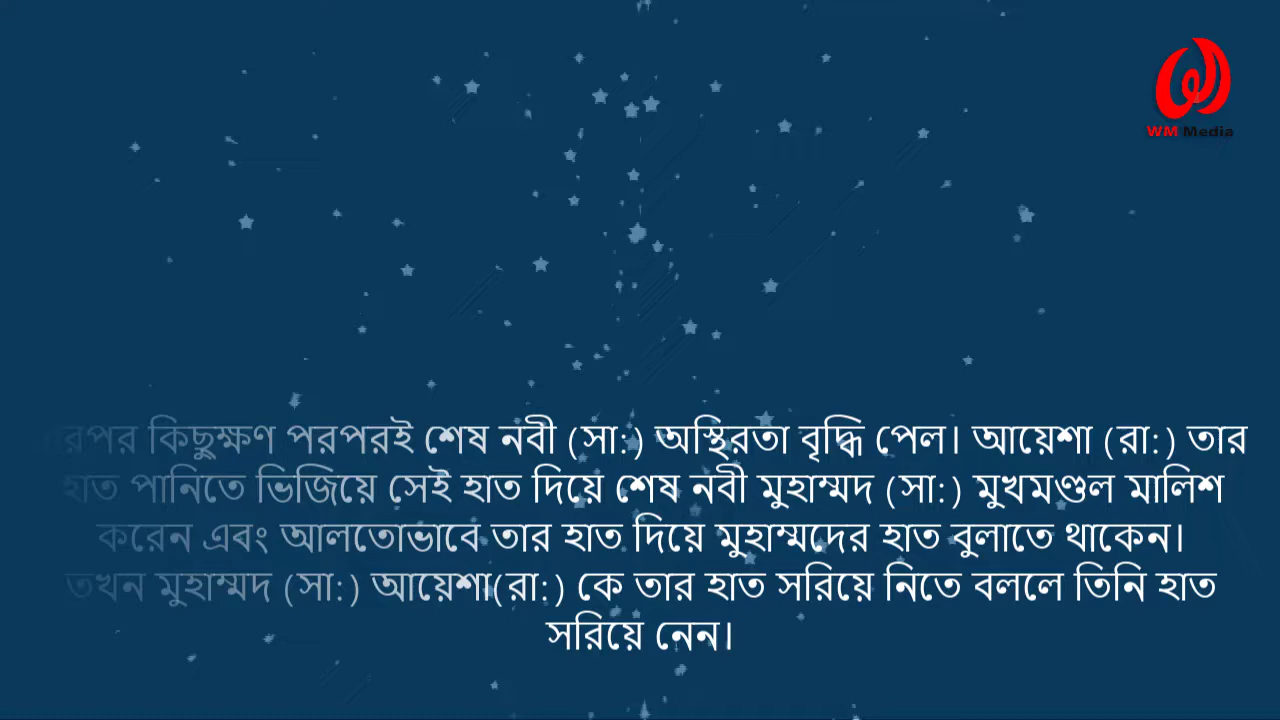 WM Media
কিছুক্ষণ পরপরই শেষ নবী (সা:) অস্থিরতা বৃদ্ধি পেল। আয়েশা (রা:) তার
হাত পানিতে ভিজিয়ে সেই হাত দিয়ে শেষ নবী মুহাম্মদ (সা:) মুখমণ্ডল মালিশ
করেন এবং আলতোভাবে তার হাত দিয়ে মুহাম্মদের হাত বুলাতে থাকেন।
তখন মুহাম্মদ (সা:) আয়েশা(রা:) কে তার হাত সরিয়ে নিতে বললে তিনি হাত
সরিয়ে নেন।